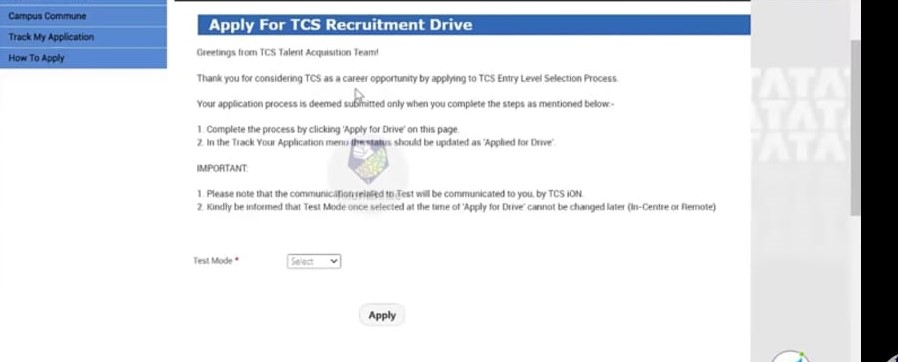 Campus Commune
Track My Application
How To Apply
Apply For TCS Recruitment Drive
Greetings from TCS Talent Acquisition Team!
Thank you for considering TCS as a career opportunity by applying to TCS Entry Level Selection Process.
Your application process is deemed submitted only when you complete the steps as mentioned below:-
1. Complete the process by clicking 'Apply for Drive' on this page.
2. In the Track Your Application menu the status should be updated as 'Applied for Drive'.
IMPORTANT:
1. Please note that the communication related to Test will be communicated to you, by TCS iON.
2. Kindly be informed that Test Mode once selected at the time of 'Apply for Drive' cannot be changed later (In-Centre or Remote)
Test Mode *
Select
Apply
TATA
TATA
TATA